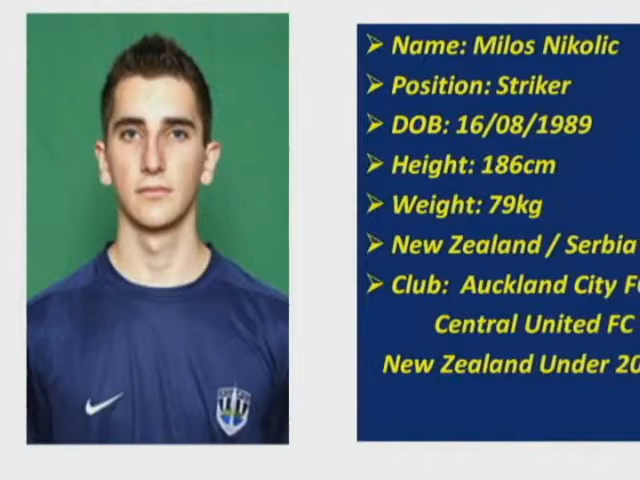 Name: Milos Nikolic
Position: Striker
DOB: 16/08/1989
Height: 186cm
Weight: 79kg
New Zealand / Serbia
Club: Auckland City
Central United FC
New Zealand Under